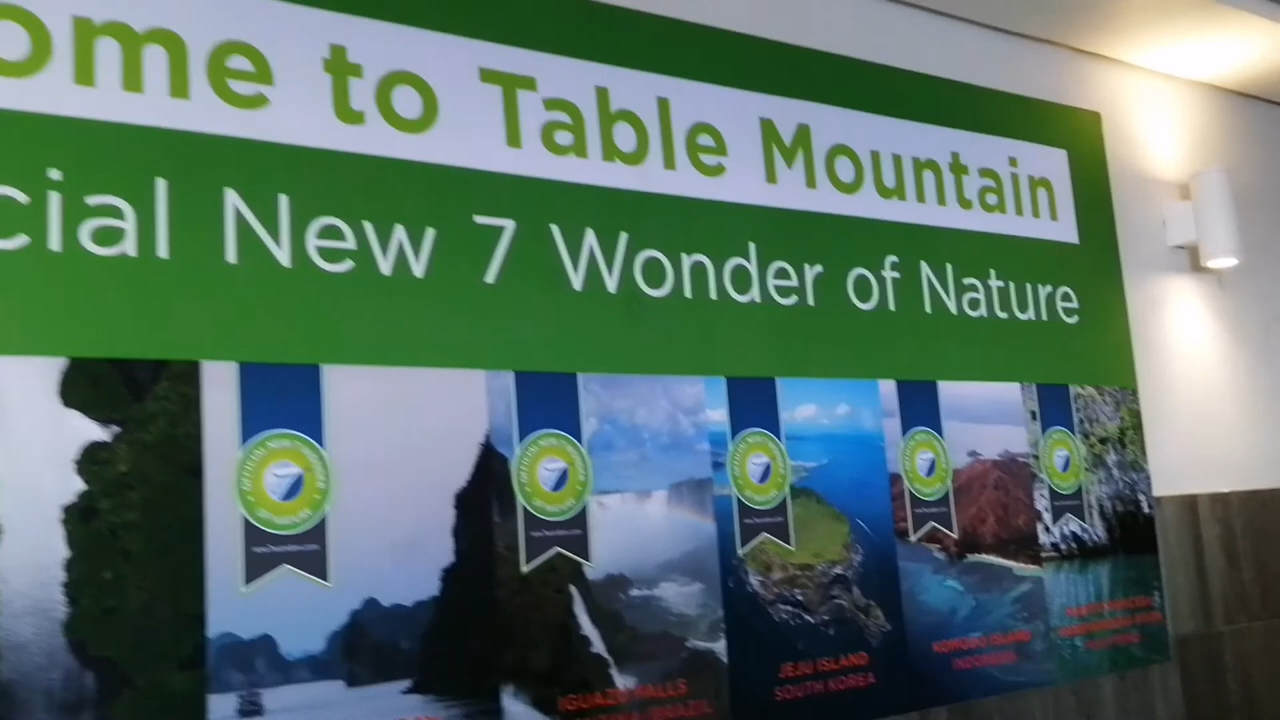 ome to Table Mountain
cial New 7 Wonder of Nature
IGUAZU FALLS
BRAZIL
JEJU ISLAND
SOUTH KOREA
KOMODO ISLAND
INDONESIA